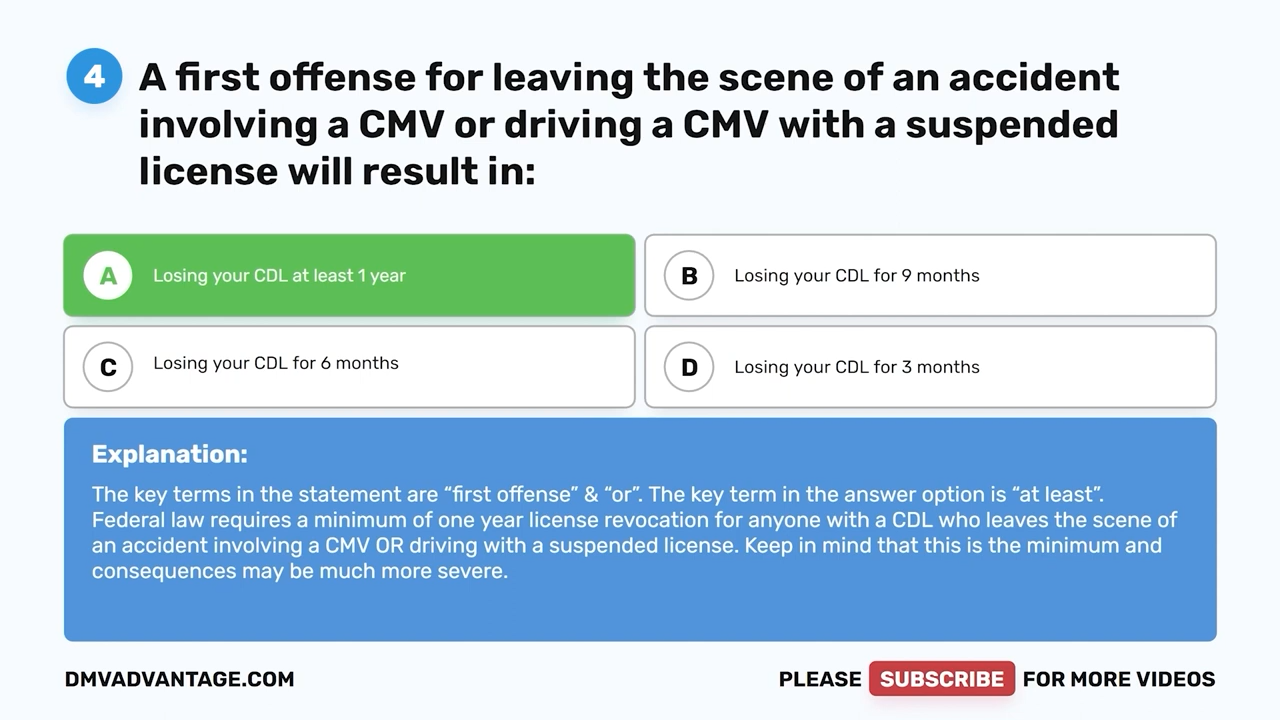 4
A first offense for leaving the scene of an accident
involving a CMV or driving a CMV with a suspended
license will result in:
A Losing your CDL at least 1 year
B Losing your CDL for 9 months
C Losing your CDL for 6 months
D Losing your CDL for 3 months
Explanation:
The key terms in the statement are “first offense” & “or”. The key term in the answer option is “at least”.
Federal law requires a minimum of one year license revocation for anyone with a CDL who leaves the scene of
an accident involving a CMV OR driving with a suspended license. Keep in mind that this is the minimum and
consequences may be much more severe.
DMVADVANTAGE.COM
PLEASE SUBSCRIBE FOR MORE VIDEOS